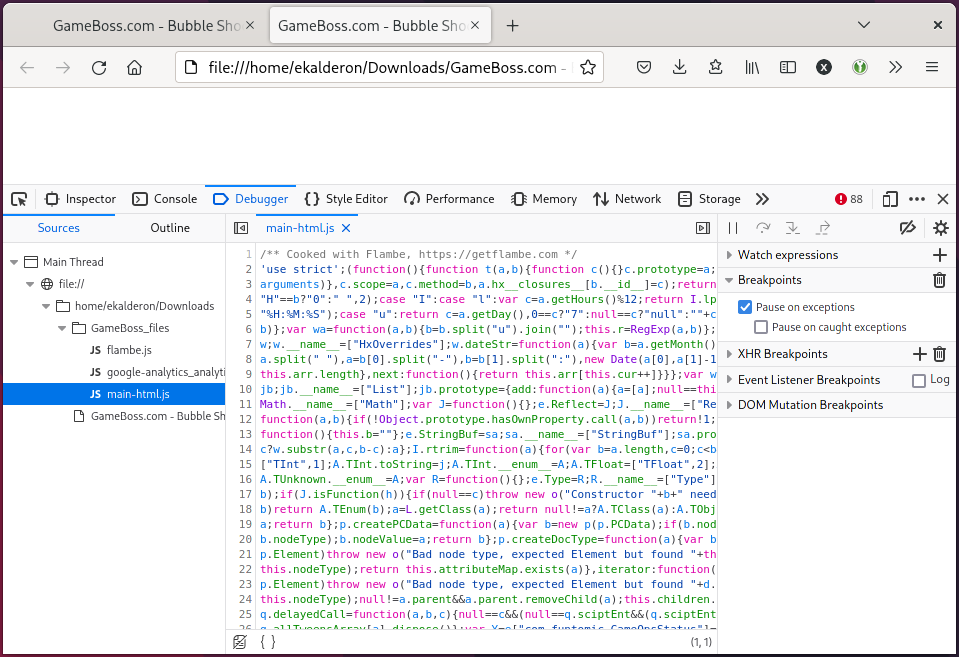 GameBoss.com - Bubble Sho
GameBoss.com - Bubble Sho
file:///home/ekalderon/Downloads/GameBoss.com -
Inspector
Console
Debugger
Style Editor
Performance
Memory
Network
Storage
88
Sources
Outline
main-html.js
Main Thread
file://
home/ekalderon/Downloads
GameBoss_files
JS flambe.js
JS google-analytics_analyti
JS main-html.js
GameBoss.com - Bubble Sh
1 /** Cooked with Flambe, https://getflambe.com */
2 'use strict';(function(){function t(a,b){function c(){}c.prototype=a;
3 arguments)},c.scope=a,c.method=b,a.hx__closures__[b.__id__]=c);return
4 "H"==b?"0":" ",2);case "I":case "l":var c=a.getHours()%12;return I.lp
5 "%H:%M:%S");case "u":return c=a.getDay(),0==c?"7":null==c?"null":""+c
6 b)};var wa=function(a,b){b=b.split("u").join("");this.r=RegExp(a,b)};
7 w;w.__name__=["HxOverrides"];w.dateStr=function(a){var b=a.getMonth()
8 a.split(" "),a=b[0].split("-"),b=b[1].split(":"),new Date(a[0],a[1]-1
9 this.arr.length},next:function(){return this.arr[this.cur++]}}};var w
10 jb;jb.__name__=["List"];jb.prototype={add:function(a){a=[a];null==thi
11 Math.__name__=["Math"];var J=function(){};e.Reflect=J;J.__name__=["Re
12 function(a,b){if(!Object.prototype.hasOwnProperty.call(a,b))return!1;
13 function(){this.b=""};e.StringBuf=sa;sa.__name__=["StringBuf"];sa.pro
14 c?w.substr(a,c,b-c):a};I.rtrim=function(a){for(var b=a.length,c=0;c<b
15 ["TInt",1];A.TInt.toString=j;A.TInt.__enum__=A;A.TFloat=["TFloat",2];
16 A.TUnknown.__enum__=A;var R=function(){};e.Type=R;R.__name__=["Type"]
17 b);if(J.isFunction(h)){if(null==c)throw new o("Constructor "+b+" need
18 b)return A.TEnum(b);a=L.getClass(a);return null!=a?A.TClass(a):A.TObj
19 a;return b};p.createPCData=function(a){var b=new p(p.PCData);if(b.nod
20 b.nodeType);b.nodeValue=a;return b};p.createDocType=function(a){var b
21 p.Element)throw new o("Bad node type, expected Element but found "+th
22 this.nodeType);return this.attributeMap.exists(a)},iterator:function(
23 p.Element)throw new o("Bad node type, expected Element but found "+d.
24 this.nodeType);null!=a.parent&&a.parent.removeChild(a);this.children.
25 q.delayedCall=function(a,b,c){null==c&&(null==q.sciptEnt&&(q.sciptEnt
26
{ }
(1, 1)
Watch expressions
Breakpoints
Pause on exceptions
Pause on caught exceptions
XHR Breakpoints
Event Listener Breakpoints
Log
DOM Mutation Breakpoints